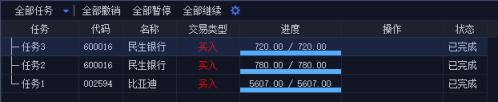 全部任务 全部撤销 全部暂停 全部继续
任务 代码 名称 交易类型 进度 操作 状态
任务3 600016 民生银行 买入 720.00 / 720.00 已完成
任务2 600016 民生银行 买入 780.00 / 780.00 已完成
任务1 002594 比亚迪 买入 5607.00 / 5607.00 已完成